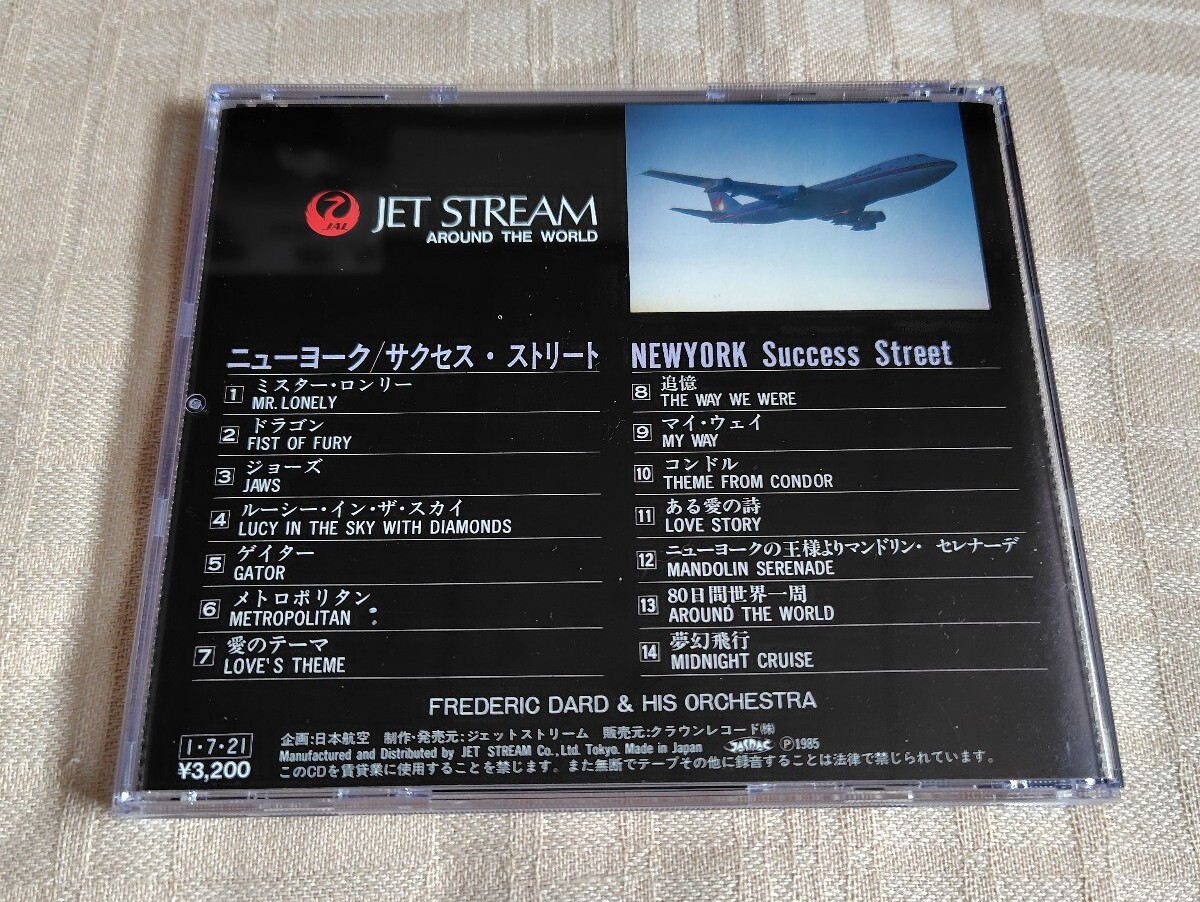 JAL
JET STREAM
AROUND THE WORLD
ニューヨーク/サクセス・ストリート
NEWYORK Success Street
1 ミスター・ロンリー
MR. LONELY
2 ドラゴン
FIST OF FURY
3 ジョーズ
JAWS
4 ルーシー・イン・ザ・スカイ
LUCY IN THE SKY WITH DIAMONDS
5 ゲイター
GATOR
6 メトロポリタン
METROPOLITAN
7 愛のテーマ
LOVE'S THEME
8 追憶
THE WAY WE WERE
9 マイ・ウェイ
MY WAY
10 コンドル
THEME FROM CONDOR
11 ある愛の詩
LOVE STORY
12 ニューヨークの王様よりマンドリン・ セレナーデ
MANDOLIN SERENADE
13 80日間世界一周
AROUND THE WORLD
14 夢幻飛行
MIDNIGHT CRUISE
FREDERIC DARD & HIS ORCHESTRA
1・7・21
¥3,200
企画:日本航空 制作・発売元:ジェットストリーム 販売元:クラウンレコード㈱
Manufactured and Distributed by JET STREAM Co., Ltd. Tokyo. Made in Japan JASRAC Ⓟ1985
このCDを賃貸業に使用することを禁じます。また無断でテープその他に録音することは法律で禁じられています。